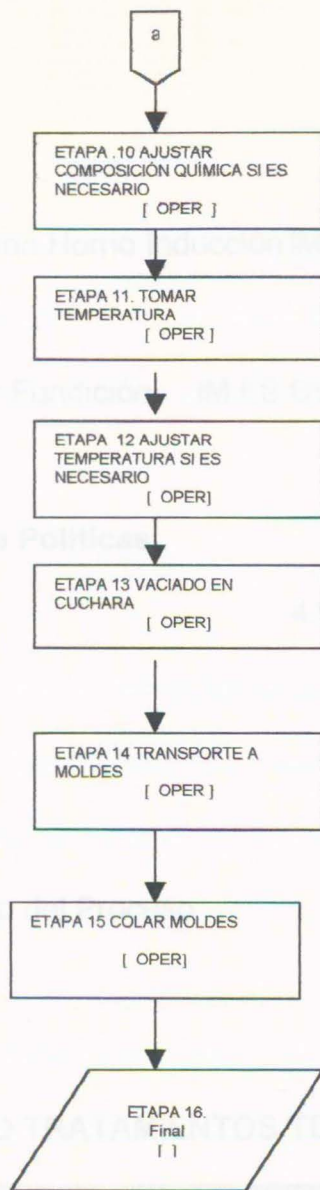 a
ETAPA .10 AJUSTAR
COMPOSICIÓN QUÍMICA SI ES
NECESARIO
[ OPER ]
ETAPA 11. TOMAR
TEMPERATURA
[ OPER ]
ETAPA 12 AJUSTAR
TEMPERATURA SI ES
NECESARIO
[ OPER]
ETAPA 13 VACIADO EN
CUCHARA
[ OPER]
ETAPA 14 TRANSPORTE A
MOLDES
[ OPER ]
ETAPA 15 COLAR MOLDES
[ OPER]
ETAPA 16.
Final
[ ]